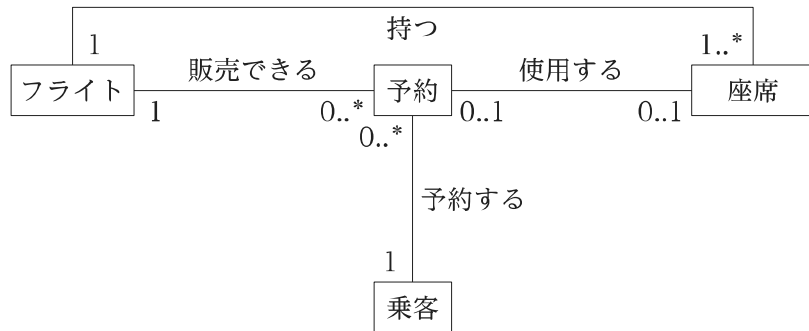 持つ
1
1..*
フライト
販売できる
予約
使用する
座席
1
0..*
0..1
0..1
0..*
予約する
1
乗客